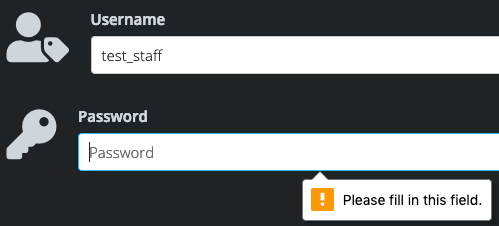 Username
test_staff
Password
Password
Please fill in this field.